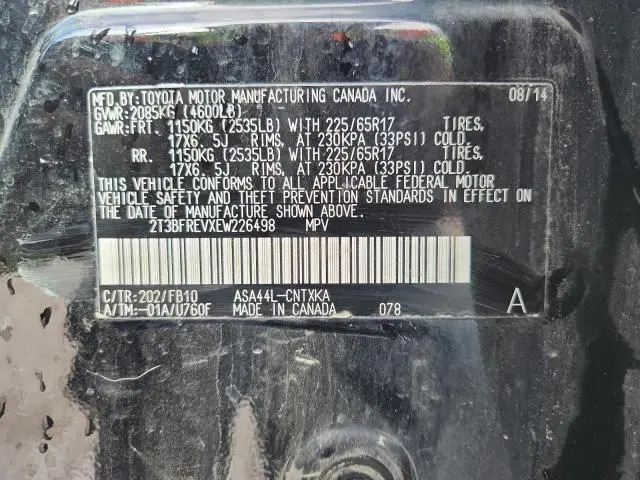 MFD.BY:TOYOTA MOTOR MANUFACTURING CANADA INC. 08/14
GVWR:2085KG (4600LB)
GAWR:FRT. 1150KG (2535LB) WITH 225/65R17 TIRES,
17X6. 5J RIMS, AT 230KPA (33PSI) COLD.
RR. 1150KG (2535LB) WITH 225/65R17 TIRES,
17X6. 5J RIMS, AT 230KPA (33PSI) COLD.
THIS VEHICLE CONFORMS TO ALL APPLICABLE FEDERAL MOTOR
VEHICLE SAFETY AND THEFT PREVENTION STANDARDS IN EFFECT ON
THE DATE OF MANUFACTURE SHOWN ABOVE.
2T3BFREVXEW226498 MPV
C/TR:202/FB10 ASA44L-CNTXKA
A/TM:-01A/U760F MADE IN CANADA 078 A